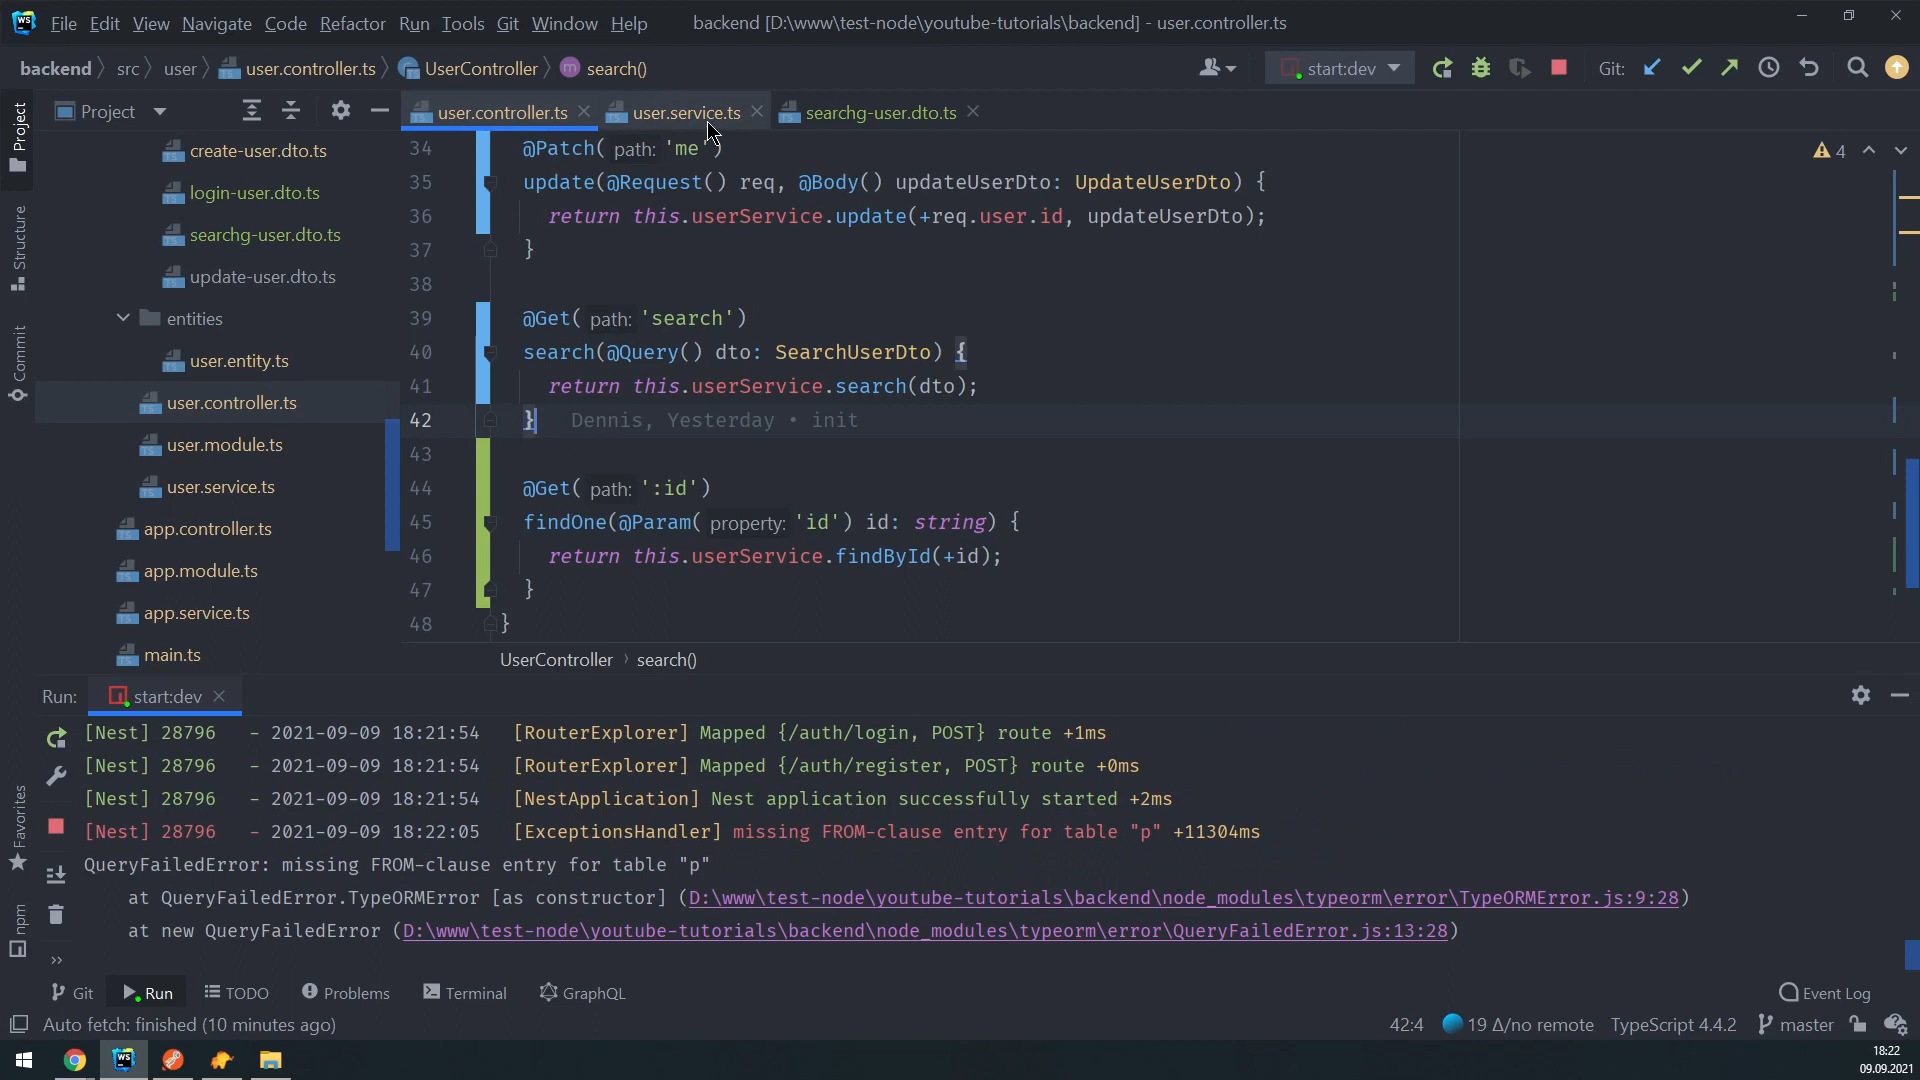 File Edit View Navigate Code Refactor Run Tools Git Window Help backend [D:\www\test-node\youtube-tutorials\backend] - user.controller.ts
backend src user user.controller.ts UserController search() start:dev Git:
Project
Project
user.controller.ts
user.service.ts
searchg-user.dto.ts
create-user.dto.ts
login-user.dto.ts
searchg-user.dto.ts
update-user.dto.ts
entities
user.entity.ts
user.controller.ts
user.module.ts
user.service.ts
app.controller.ts
app.module.ts
app.service.ts
main.ts
Structure
Commit
Favorites
npm
4
34 @Patch( path: 'me')
35 update(@Request() req, @Body() updateUserDto: UpdateUserDto) {
36 return this.userService.update(+req.user.id, updateUserDto);
37 }
38
39 @Get( path: 'search')
40 search(@Query() dto: SearchUserDto) {
41 return this.userService.search(dto);
42 } Dennis, Yesterday • init
43
44 @Get( path: ':id')
45 findOne(@Param( property: 'id') id: string) {
46 return this.userService.findById(+id);
47 }
48 }
UserController › search()
Run: start:dev
[Nest] 28796 - 2021-09-09 18:21:54 [RouterExplorer] Mapped {/auth/login, POST} route +1ms
[Nest] 28796 - 2021-09-09 18:21:54 [RouterExplorer] Mapped {/auth/register, POST} route +0ms
[Nest] 28796 - 2021-09-09 18:21:54 [NestApplication] Nest application successfully started +2ms
[Nest] 28796 - 2021-09-09 18:22:05 [ExceptionsHandler] missing FROM-clause entry for table "p" +11304ms
QueryFailedError: missing FROM-clause entry for table "p"
at QueryFailedError.TypeORMError [as constructor] (D:\www\test-node\youtube-tutorials\backend\node_modules\typeorm\error\TypeORMError.js:9:28)
at new QueryFailedError (D:\www\test-node\youtube-tutorials\backend\node_modules\typeorm\error\QueryFailedError.js:13:28)
Git Run TODO Problems Terminal GraphQL Event Log
Auto fetch: finished (10 minutes ago) 42:4 19 Δ/no remote TypeScript 4.4.2 master
18:22
09.09.2021